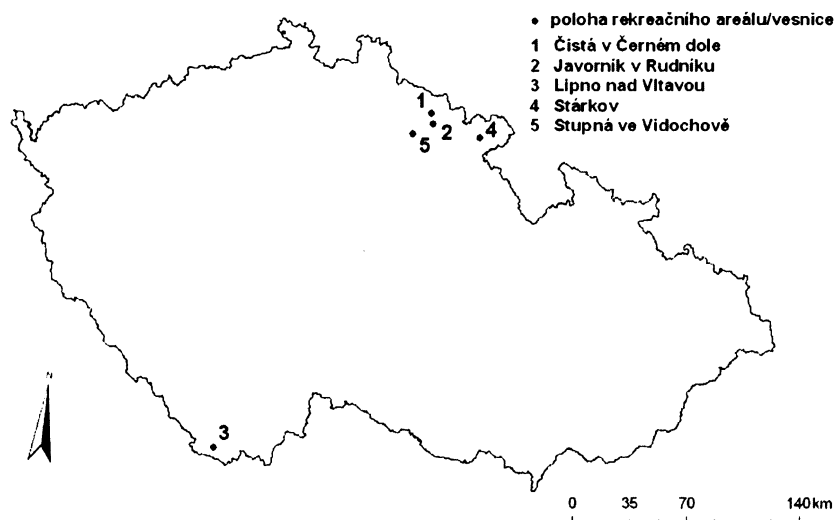 • poloha rekreačního areálu/vesnice
1 Čistá v Černém dole
2 Javorník v Rudníku
3 Lipno nad Vltavou
4 Stárkov
5 Stupná ve Vidochově
1
2
4
5
N
3
0 35 70 140 km